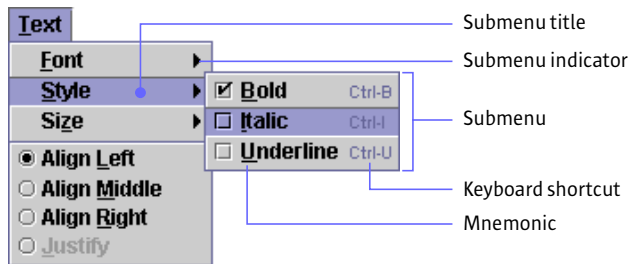 Text
Submenu title
Font
Submenu indicator
Style
Bold Ctrl-B
Size
Italic Ctrl-I
Submenu
Align Left
Underline Ctrl-U
Align Middle
Keyboard shortcut
Align Right
Mnemonic
Justify